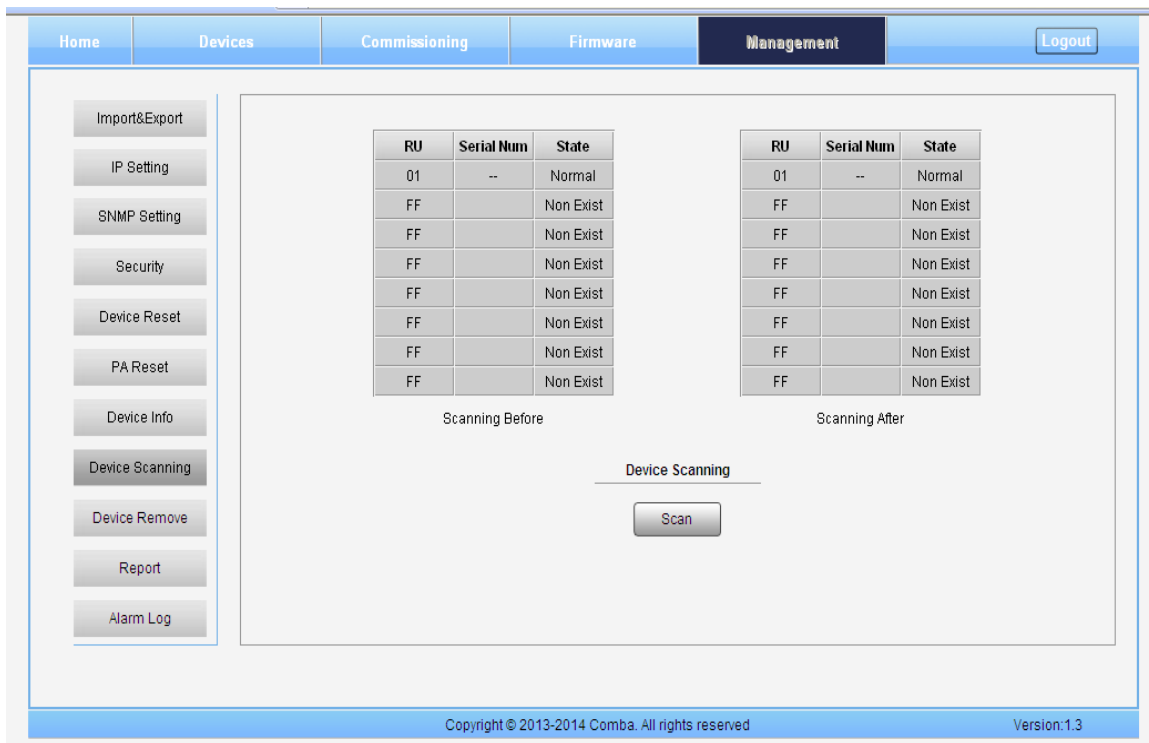 Home Devices Commissioning Firmware Management Logout
Import&Export
IP Setting
SNMP Setting
Security
Device Reset
PA Reset
Device Info
Device Scanning
Device Remove
Report
Alarm Log
RU Serial Num State
01 -- Normal
FF Non Exist
FF Non Exist
FF Non Exist
FF Non Exist
FF Non Exist
FF Non Exist
FF Non Exist
Scanning Before
RU Serial Num State
01 -- Normal
FF Non Exist
FF Non Exist
FF Non Exist
FF Non Exist
FF Non Exist
FF Non Exist
FF Non Exist
Scanning After
Device Scanning
Scan
Copyright © 2013-2014 Comba. All rights reserved Version:1.3